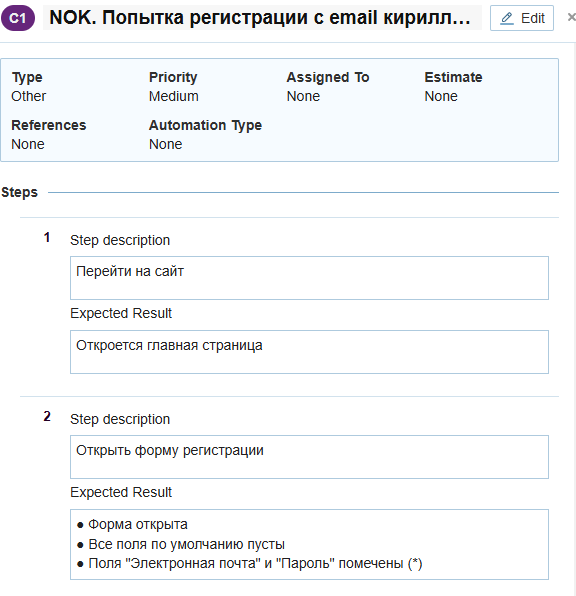 C1 NOK. Попытка регистрации с email кирилл... Edit ×
Type Priority Assigned To Estimate
Other Medium None None
References Automation Type
None None
Steps
1 Step description
Перейти на сайт
Expected Result
Откроется главная страница
2 Step description
Открыть форму регистрации
Expected Result
● Форма открыта
● Все поля по умолчанию пусты
● Поля "Электронная почта" и "Пароль" помечены (*)